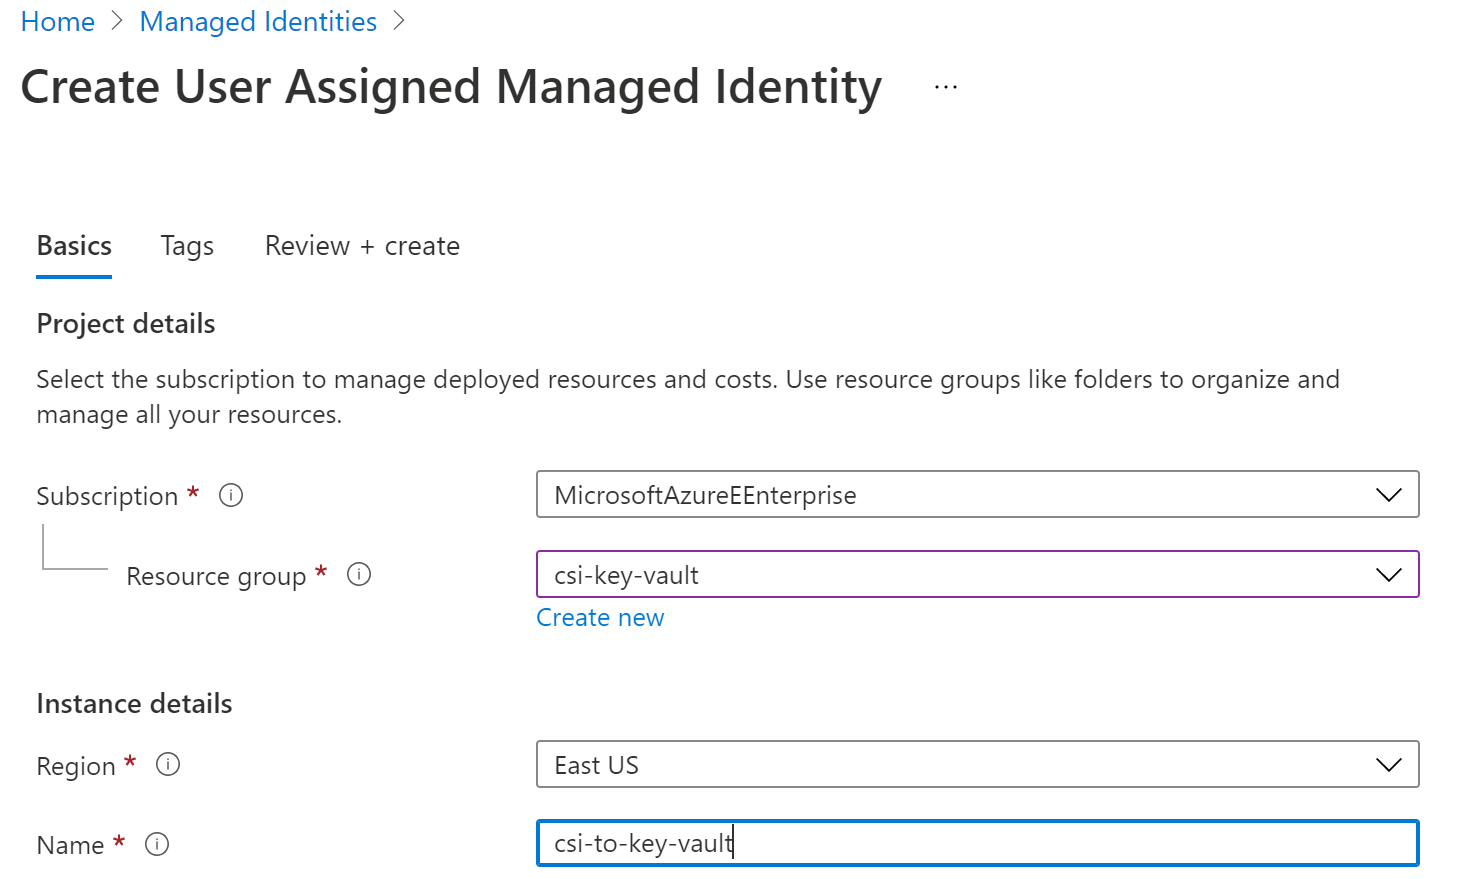 Home > Managed Identities >
Create User Assigned Managed Identity ...
Basics Tags Review + create
Project details
Select the subscription to manage deployed resources and costs. Use resource groups like folders to organize and
manage all your resources.
Subscription * MicrosoftAzureEEnterprise
Resource group * csi-key-vault
Create new
Instance details
Region * East US
Name * csi-to-key-vault